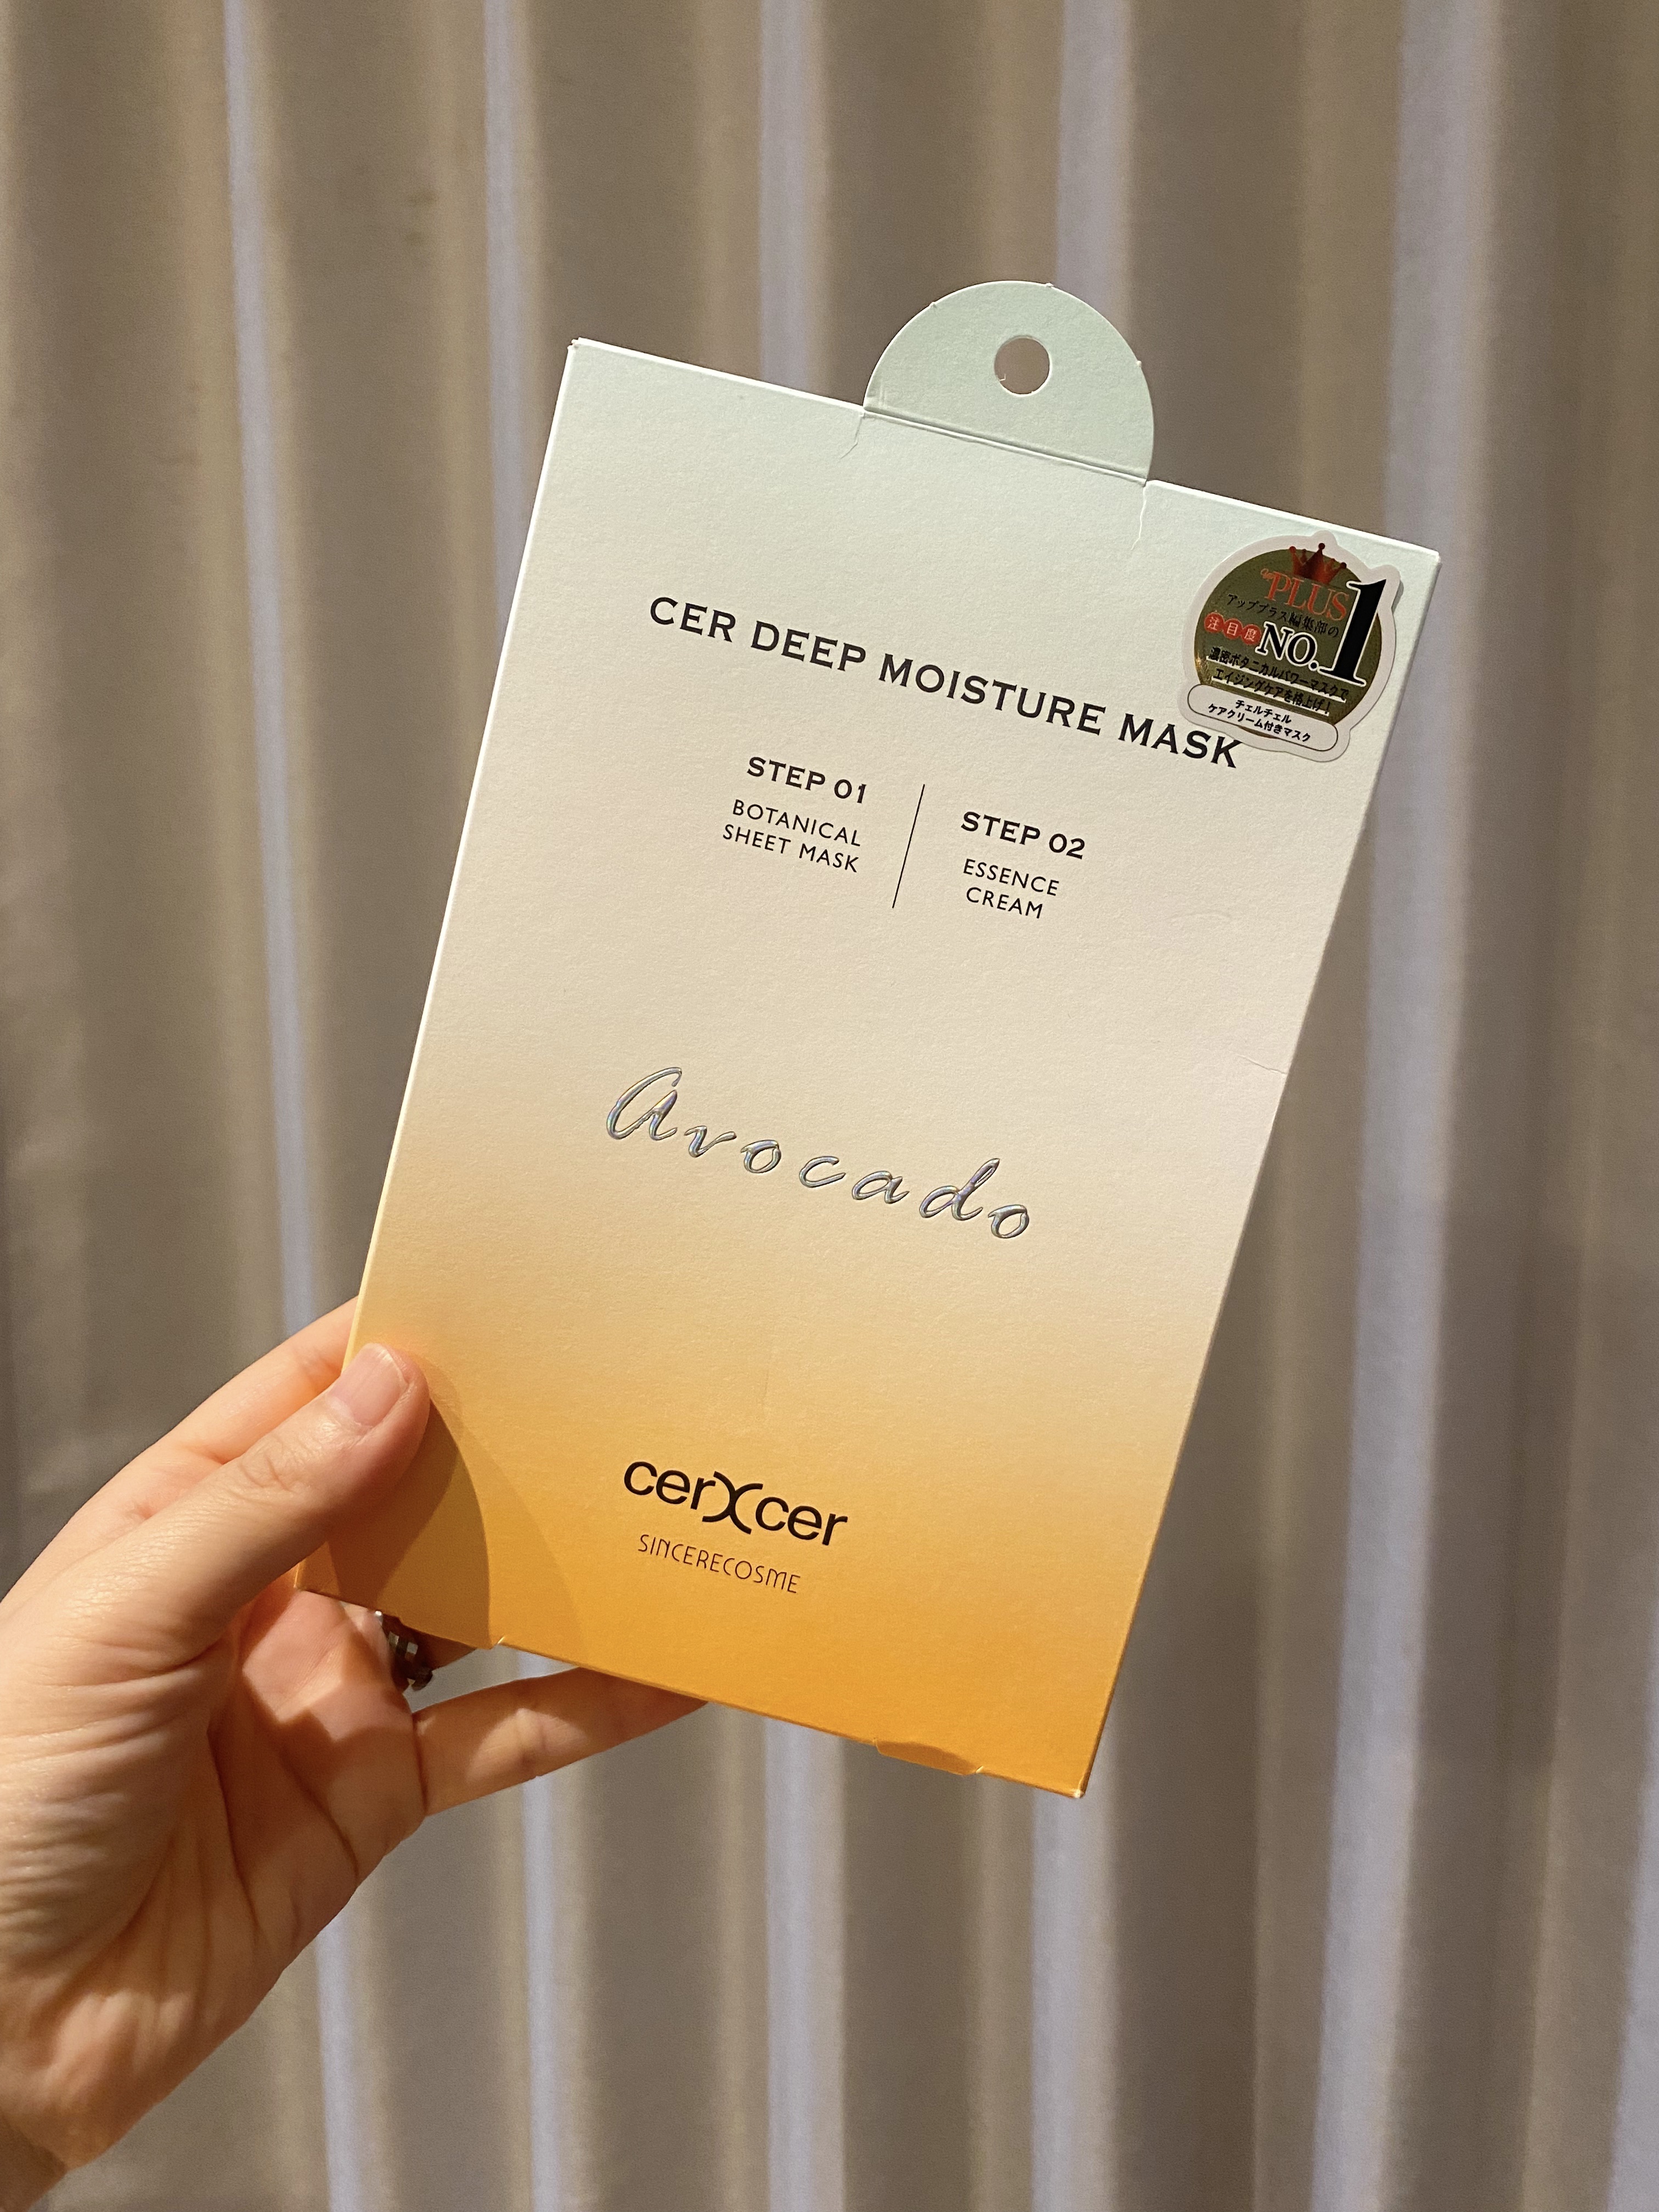 CER DEEP MOISTURE MASK
STEP 01
BOTANICAL
SHEET MASK
STEP 02
ESSENCE
CREAM
Avocado
cerXcer
SINCERECOSME
PLUS
アッププラス編集部の
注目度
NO.1
濃密ボタニカルパワーマスクで
エイジングケアを格上げ!
チェルチェル
ケアクリーム付きマスク